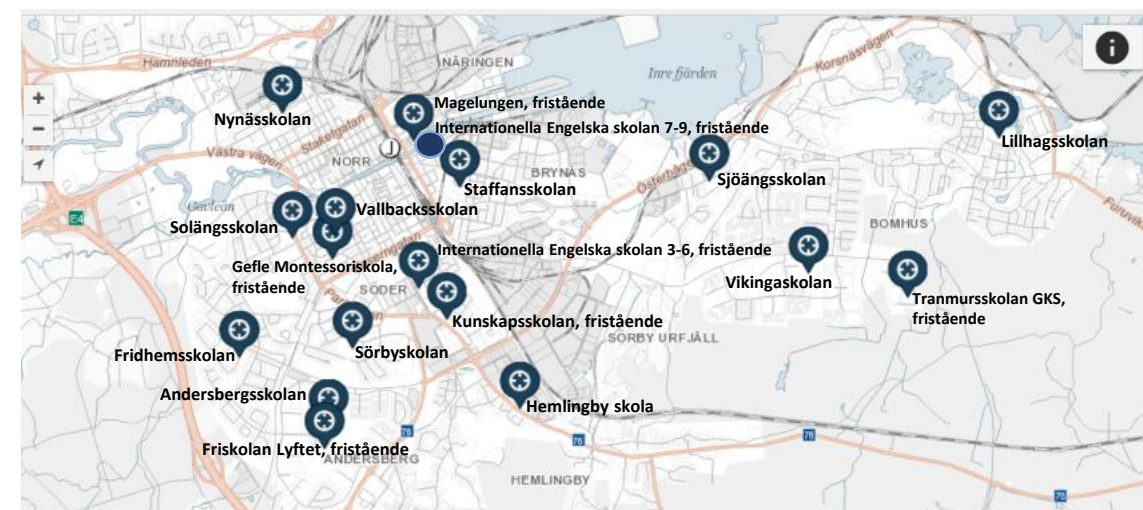 Hamnleden
NÄRINGEN
Inre fjärden
Korsnäsvägen
i
+
−
Nynässkolan
Magelungen, fristående
Internationella Engelska skolan 7-9, fristående
Lillhagsskolan
Stakelgatan
Västra vägen
NORR
BRYNÄS
Staffansskolan
Sjöängsskolan
Gavleån
E4
Vallbacksskolan
Solängsskolan
BOMHUS
Furuvik
Internationella Engelska skolan 3-6, fristående
Gefle Montessoriskola,
fristående
SÖDER
Vikingaskolan
Tranmursskolan GKS,
fristående
Kunskapsskolan, fristående
SÖRBY URFJÄLL
Fridhemsskolan
Sörbyskolan
Andersbergsskolan
Hemlingby skola
Friskolan Lyftet, fristående
76
76
76
ANDERSBERG
HEMLINGBY
76